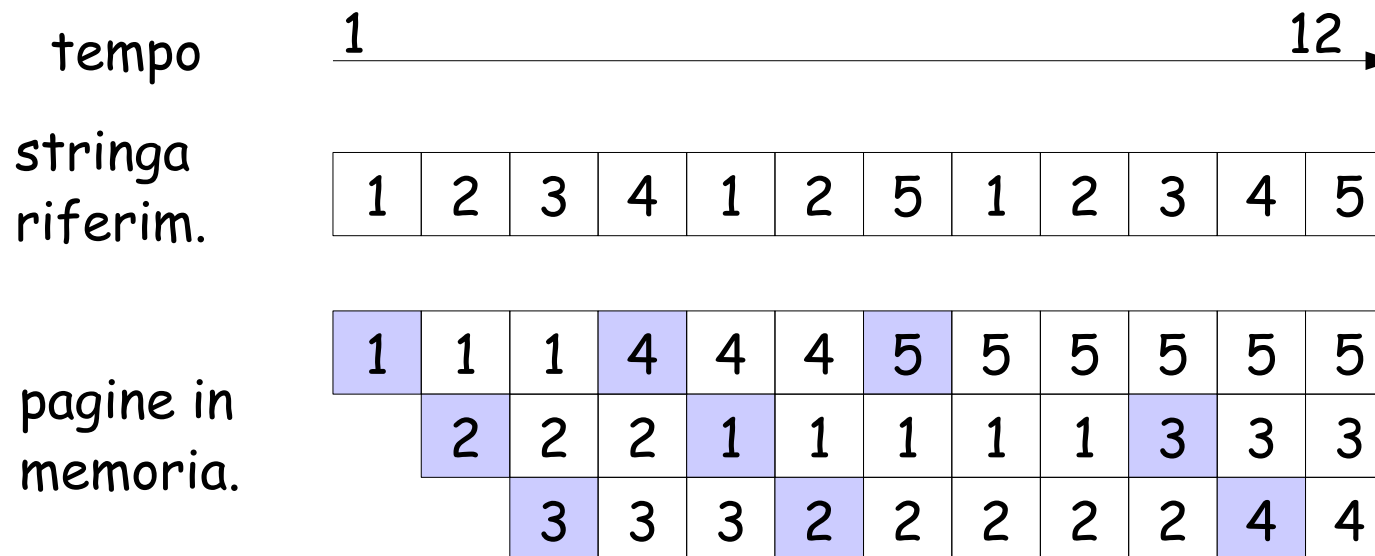 tempo 1 12
stringa
riferim.
1 2 3 4 1 2 5 1 2 3 4 5
1 1 1 4 4 4 5 5 5 5 5 5
pagine in
memoria.
2 2 2 1 1 1 1 1 3 3 3
3 3 3 2 2 2 2 2 4 4